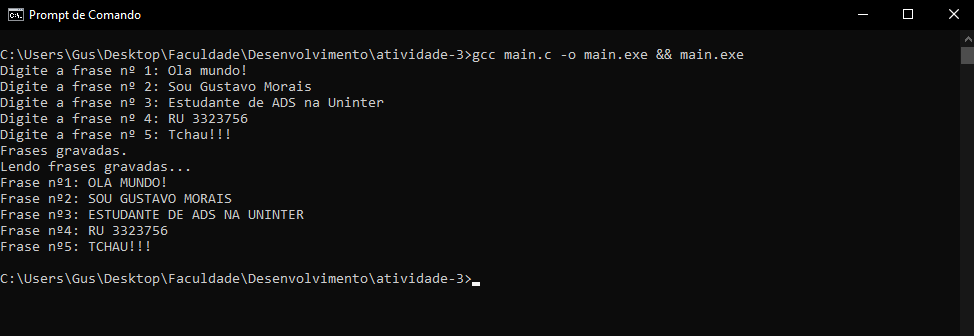 Prompt de Comando
C:\Users\Gus\Desktop\Faculdade\Desenvolvimento\atividade-3>gcc main.c -o main.exe && main.exe
Digite a frase nº 1: Ola mundo!
Digite a frase nº 2: Sou Gustavo Morais
Digite a frase nº 3: Estudante de ADS na Uninter
Digite a frase nº 4: RU 3323756
Digite a frase nº 5: Tchau!!!
Frases gravadas.
Lendo frases gravadas...
Frase nº1: OLA MUNDO!
Frase nº2: SOU GUSTAVO MORAIS
Frase nº3: ESTUDANTE DE ADS NA UNINTER
Frase nº4: RU 3323756
Frase nº5: TCHAU!!!
C:\Users\Gus\Desktop\Faculdade\Desenvolvimento\atividade-3>